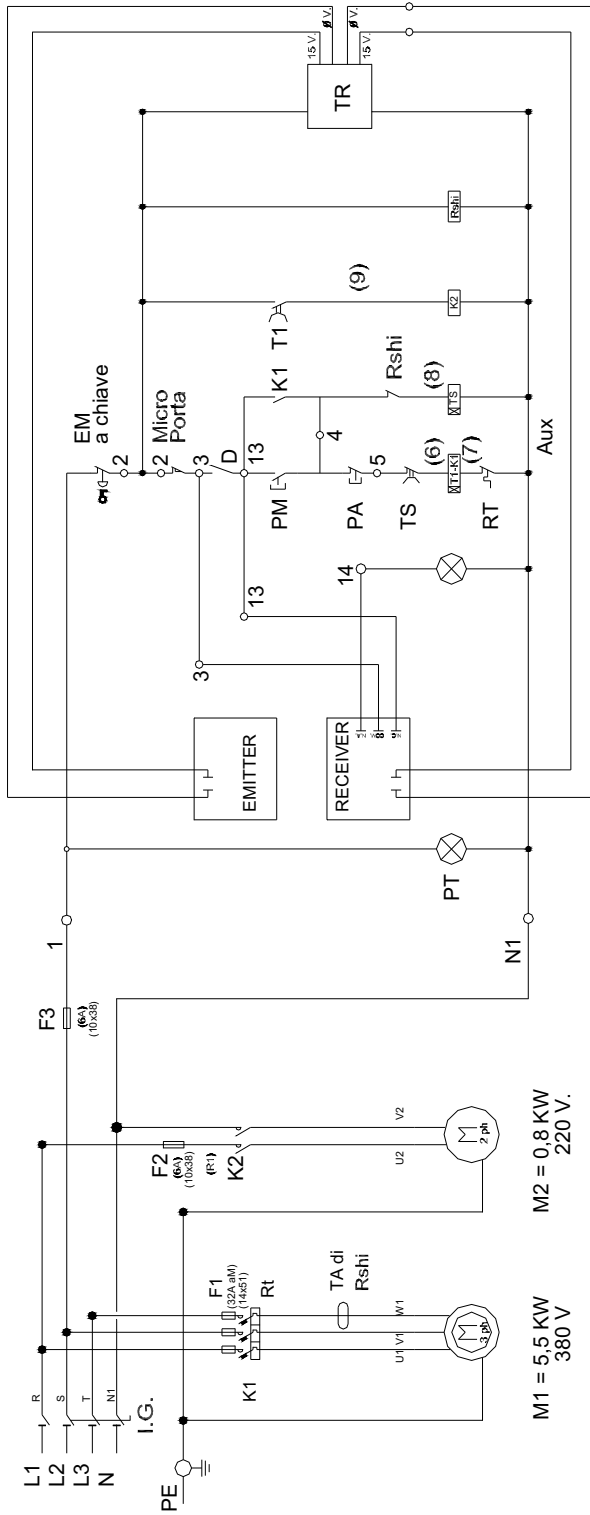 L1
L2
L3
N
R
S
T
N1
I.G.
PE
K1
F1
(32A aM)
(14x51)
Rt
TA di
Rshi
U1
V1
W1
M
3 ph
M1 = 5,5 KW
380 V
F2
(6A)
(10x38)
(R1)
K2
U2
V2
M
2 ph
M2 = 0,8 KW
220 V.
F3
(6A)
(10x38)
1
N1
PT
EMITTER
RECEIVER
N.A.
8
3
13
14
EM
a chiave
2
2
Micro
Porta
3
D
13
PM
PA
5
TS
(6)
T1-K1
(7)
RT
K1
4
Rshi
(8)
TS
Aux
T1
(9)
K2
Rshi
TR
15 V.
0 V.
0 V.
15 V.